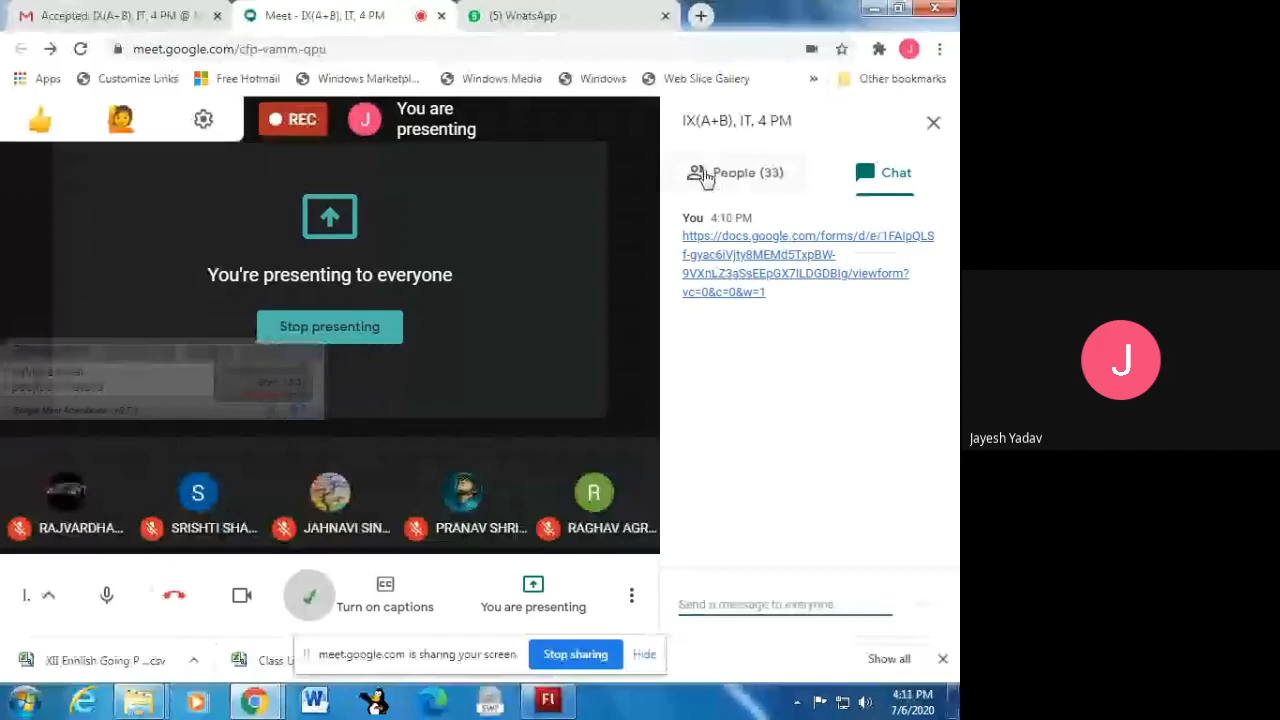 Accepted: IX(A+B), IT, 4 PM @
Meet - IX(A+B), IT, 4 PM
(5) WhatsApp
meet.google.com/cfp-vamm-qpu
J
Apps
Customize Links
Free Hotmail
Windows Marketpl...
Windows Media
Windows
Web Slice Gallery
»
Other bookmarks
REC
J
You are
presenting
IX(A+B), IT, 4 PM
People (33)
Chat
You 4:10 PM
https://docs.google.com/forms/d/e/1FAIpQLS
f-gyac6iVjty8MEMd5TxpBW-
9VXnLZ3aSsEEpGX7ILDGDBIg/viewform?
vc=0&c=0&w=1
You're presenting to everyone
Stop presenting
J
Jayesh Yadav
S
R
RAJVARDHA...
SRISHTI SHA...
JAHNAVI SIN...
PRANAV SHRI...
RAGHAV AGR...
I.
CC
Turn on captions
You are presenting
Send a message to everyone
XII Ennlish Going P....csv
Class U
meet.google.com is sharing your screen.
Stop sharing
Hide
Show all
W
SWF
Fl
4:11 PM
7/6/2020